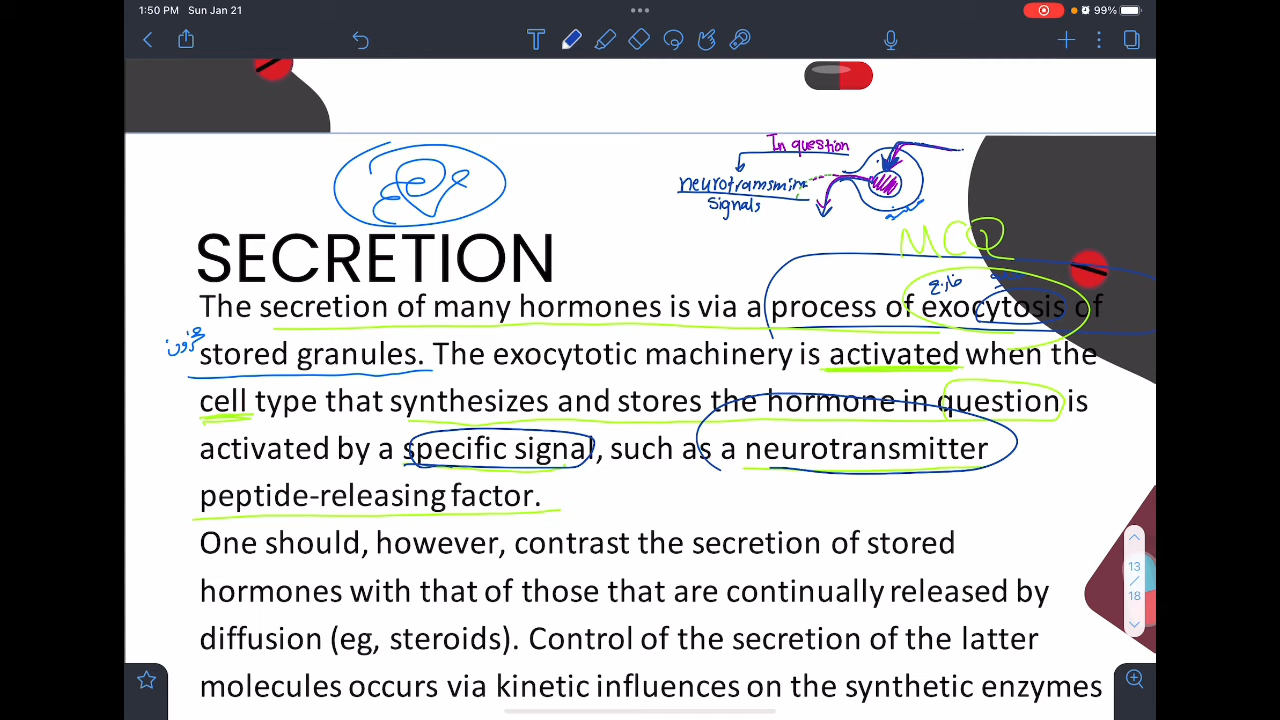 1:50 PM Sun Jan 21
99%
In question
neurotramsmin
Signals
MCQ
SECRETION
خارج
The secretion of many hormones is via a process of exocytosis of
مخزون
stored granules. The exocytotic machinery is activated when the
cell type that synthesizes and stores the hormone in question is
activated by a specific signal, such as a neurotransmitter
peptide-releasing factor.
One should, however, contrast the secretion of stored
hormones with that of those that are continually released by
diffusion (eg, steroids). Control of the secretion of the latter
molecules occurs via kinetic influences on the synthetic enzymes
13
/
18